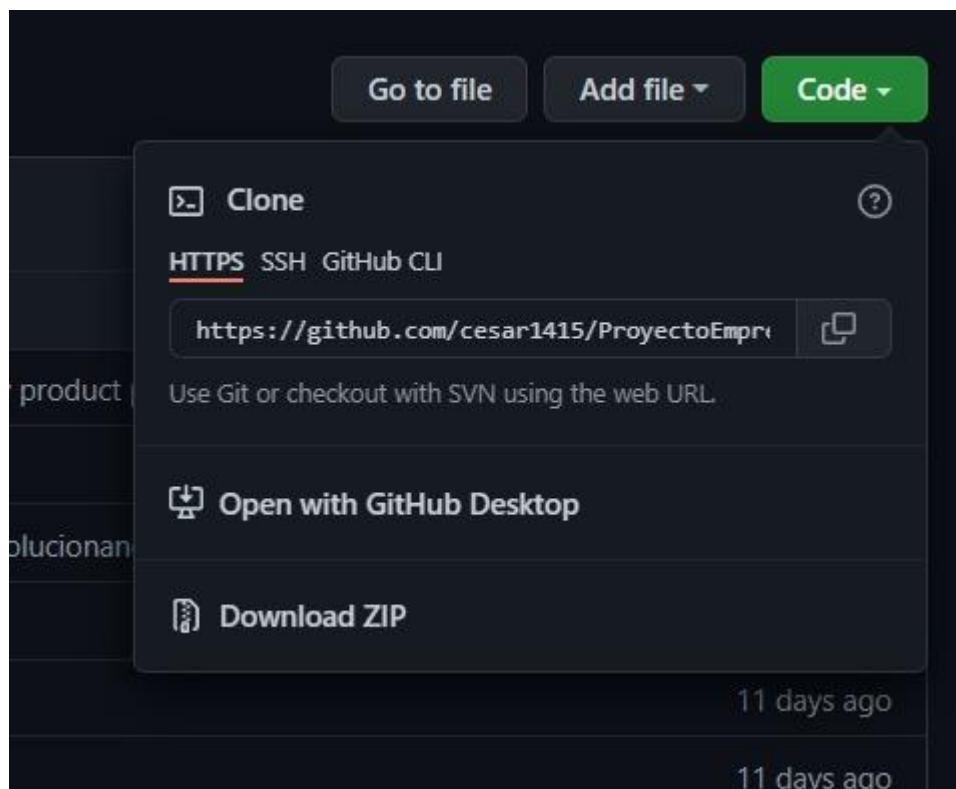 Go to file Add file Code
Clone
HTTPS SSH GitHub CLI
https://github.com/cesar1415/ProyectoEmpre
product
Use Git or checkout with SVN using the web URL.
Open with GitHub Desktop
olucionan
Download ZIP
11 days ago
11 days ago